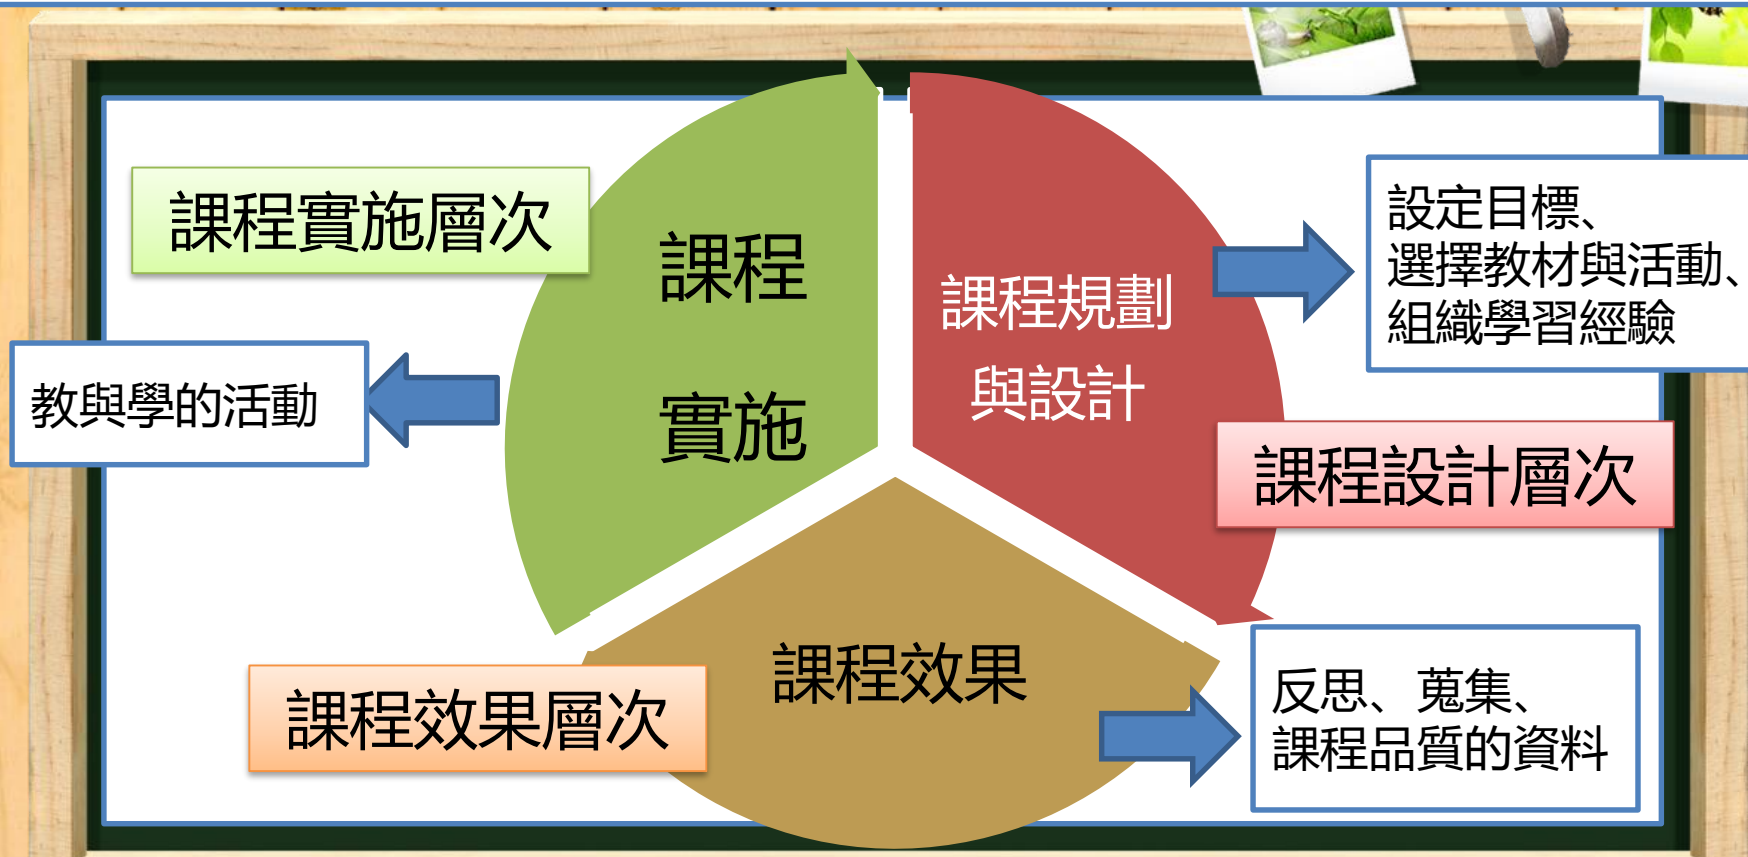 課程實施層次
課程
實施
教與學的活動
課程規劃
與設計
設定目標、
選擇教材與活動、
組織學習經驗
課程設計層次
課程效果
課程效果層次
反思、蒐集、
課程品質的資料